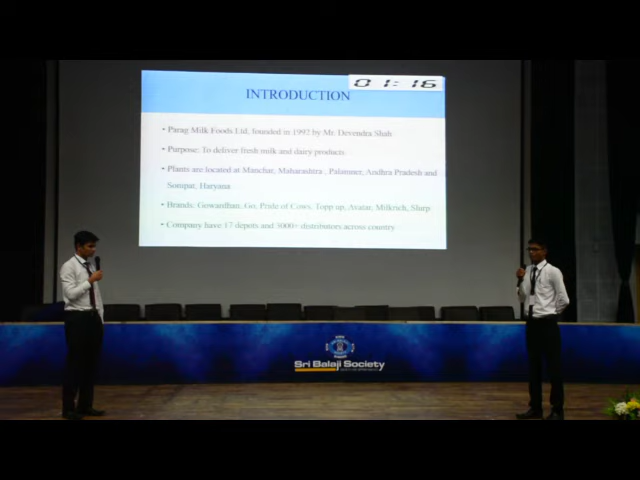 01:16
INTRODUCTION
• Parag Milk Foods Ltd. founded in 1992 by Mr. Devendra Shah
• Purpose: To deliver fresh milk and dairy products.
• Plants are located at Manchar, Maharashtra , Palamner, Andhra Pradesh and
Sonipat, Haryana
• Brands: Gowardhan, Go, Pride of Cows, Topp up, Avatar, Milkrich, Slurp
• Company have 17 depots and 3000+ distributors across country
Sri Balaji Society